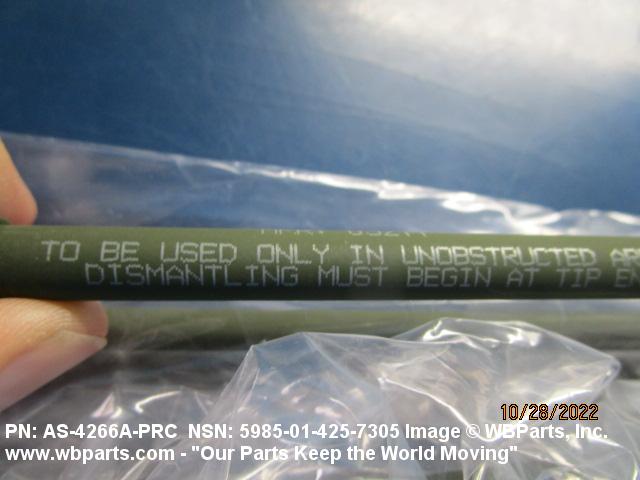 TO BE USED ONLY IN UNOBSTRUCTED
DISMANTLING MUST BEGIN AT TIP
10/28/2022
PN: AS-4266A-PRC NSN: 5985-01-425-7305 Image © WBParts, Inc.
www.wbparts.com - "Our Parts Keep the World Moving"